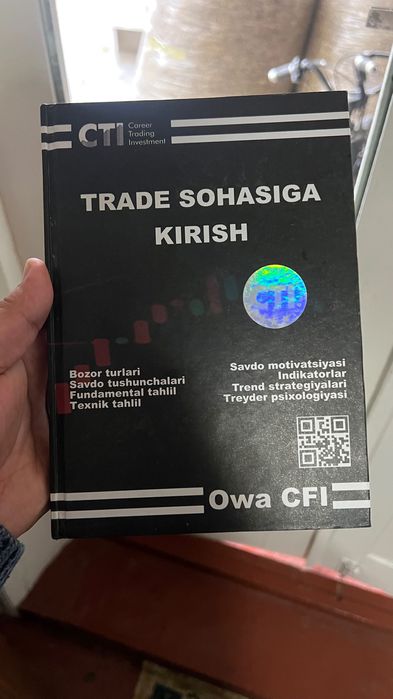 CTI
Career
Trading
Investment
TRADE SOHASIGA
KIRISH
CTI
Bozor turlari
Savdo tushunchalari
Fundamental tahlil
Texnik tahlil
Savdo motivatsiyasi
Indikatorlar
Trend strategiyalari
Treyder psixologiyasi
Owa CFI